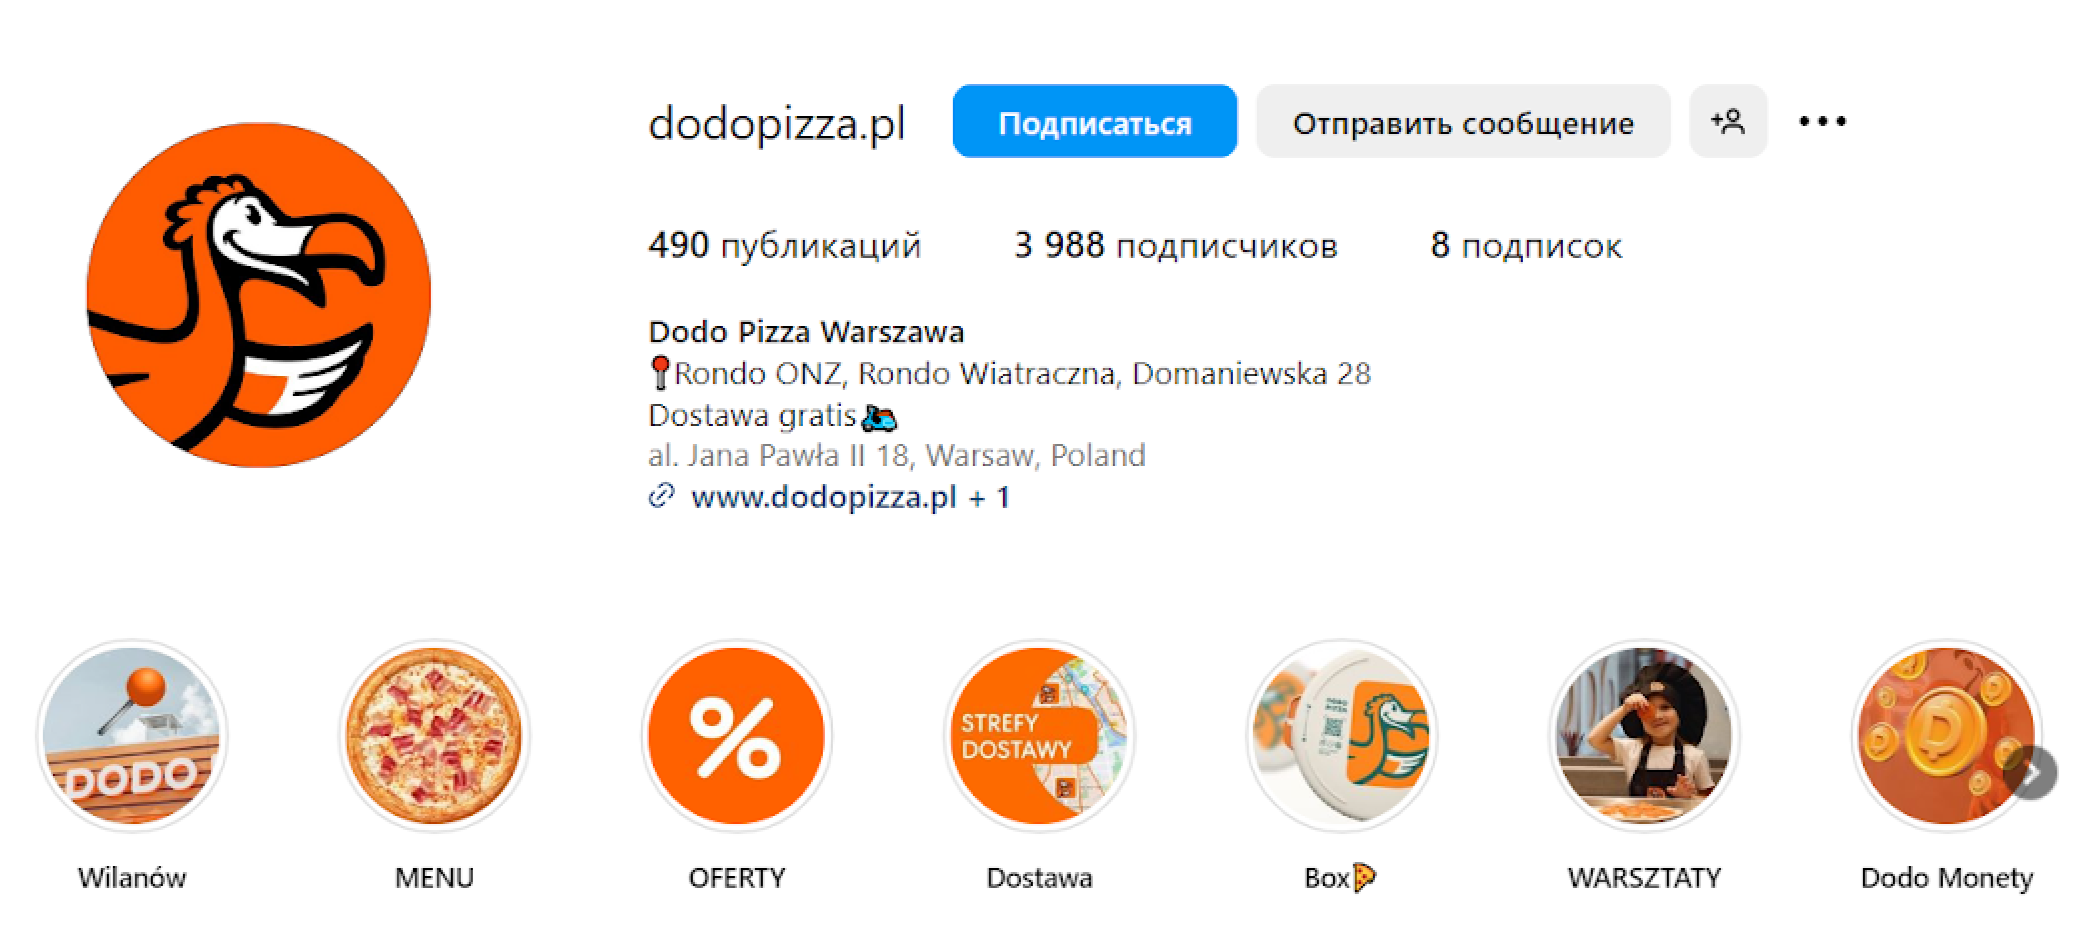 dodopizza.pl Подписаться Отправить сообщение
490 публикаций 3 988 подписчиков 8 подписок
Dodo Pizza Warszawa
📍Rondo ONZ, Rondo Wiatraczna, Domaniewska 28
Dostawa gratis🛵
al. Jana Pawła II 18, Warsaw, Poland
www.dodopizza.pl + 1
DODO
%
STREFY
DOSTAWY
D
Wilanów MENU OFERTY Dostawa Box🍕 WARSZTATY Dodo Monety